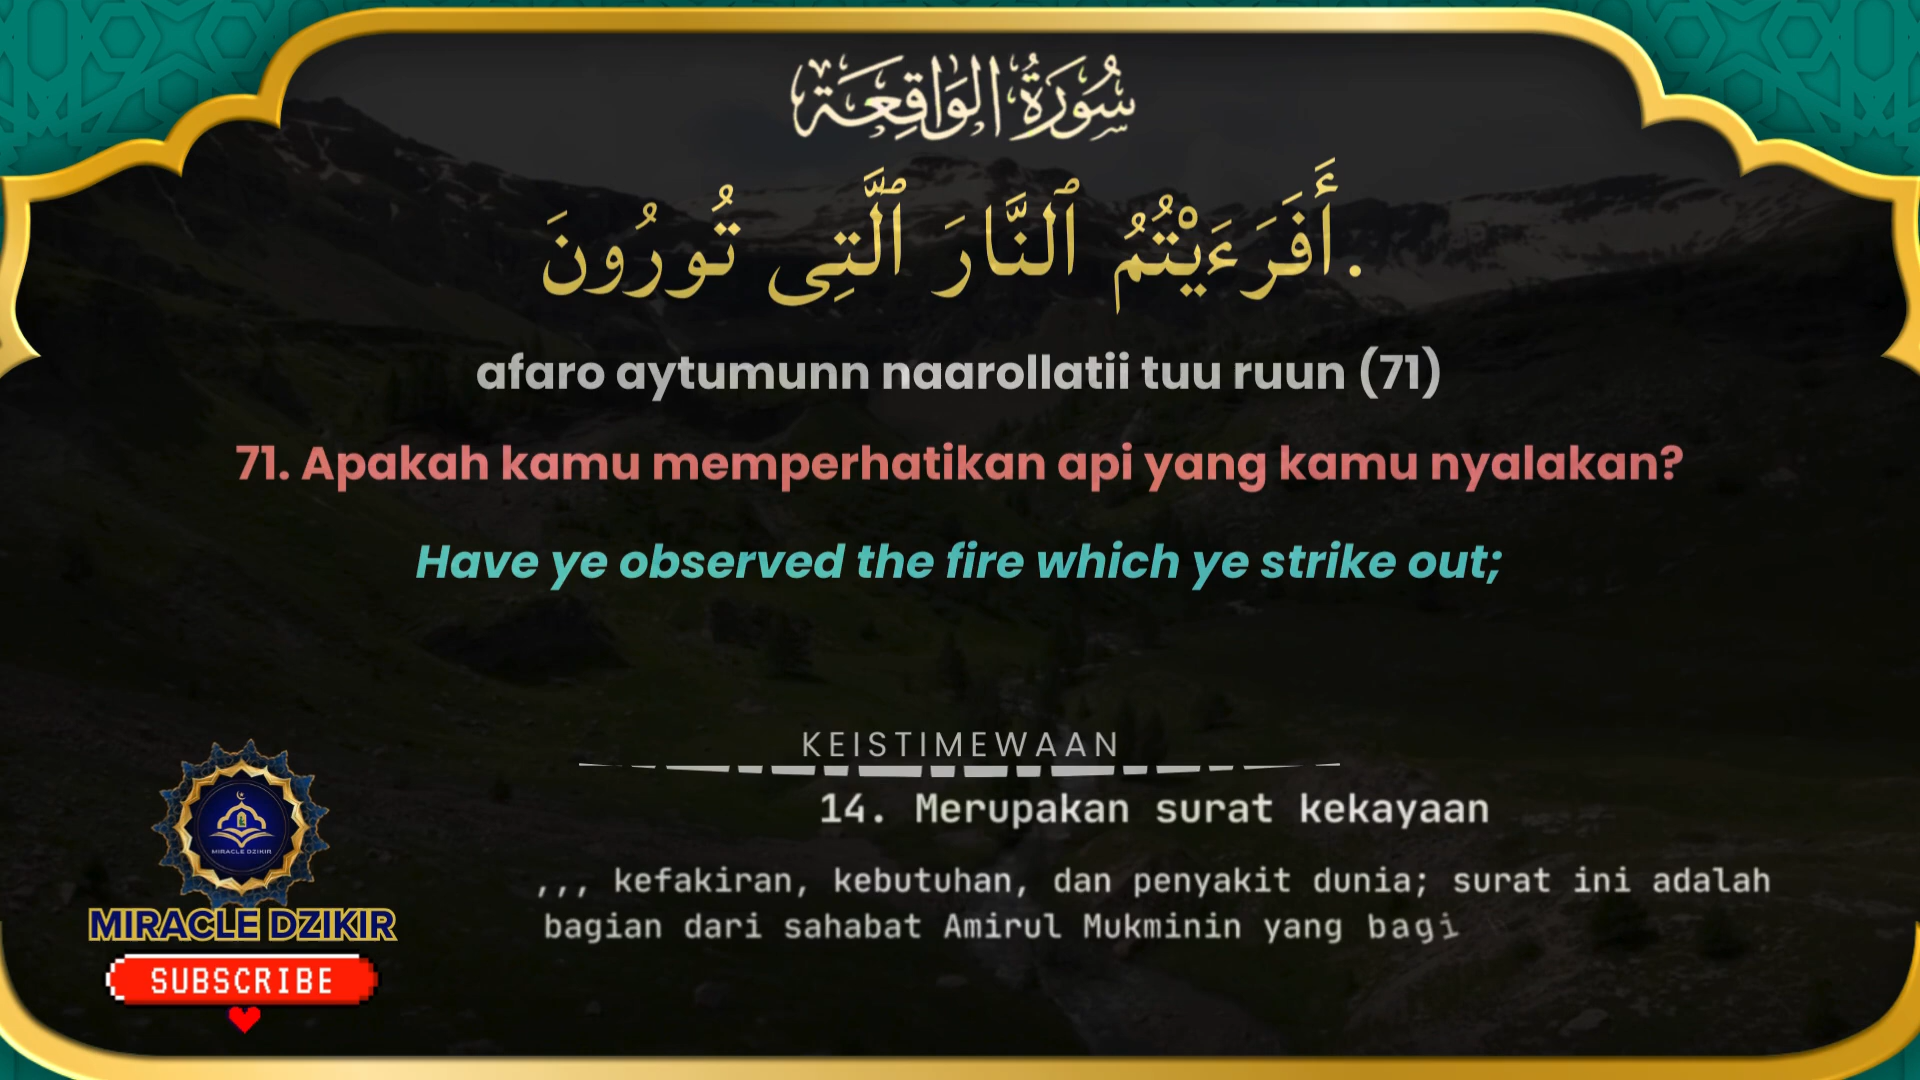 سُورَةُ الوَاقِعَة
أَفَرَءَيْتُمُ ٱلنَّارَ ٱلَّتِى تُورُونَ.
afaro aytumunn naarollatii tuu ruun (71)
71. Apakah kamu memperhatikan api yang kamu nyalakan?
Have ye observed the fire which ye strike out;
KEISTIMEWAAN
14. Merupakan surat kekayaan
,,, kefakiran, kebutuhan, dan penyakit dunia; surat ini adalah
bagian dari sahabat Amirul Mukminin yang bagi
MIRACLE DZIKIR
MIRACLE DZIKIR
SUBSCRIBE